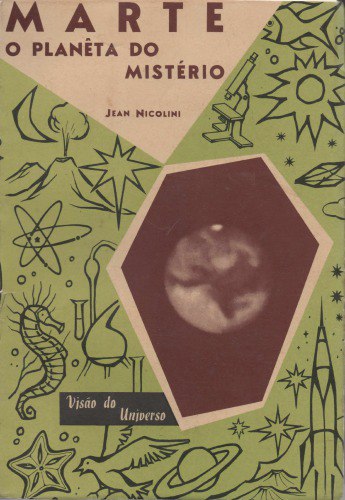 MARTE
O PLANÊTA DO
MISTÉRIO
JEAN NICOLINI
Visão do
Universo